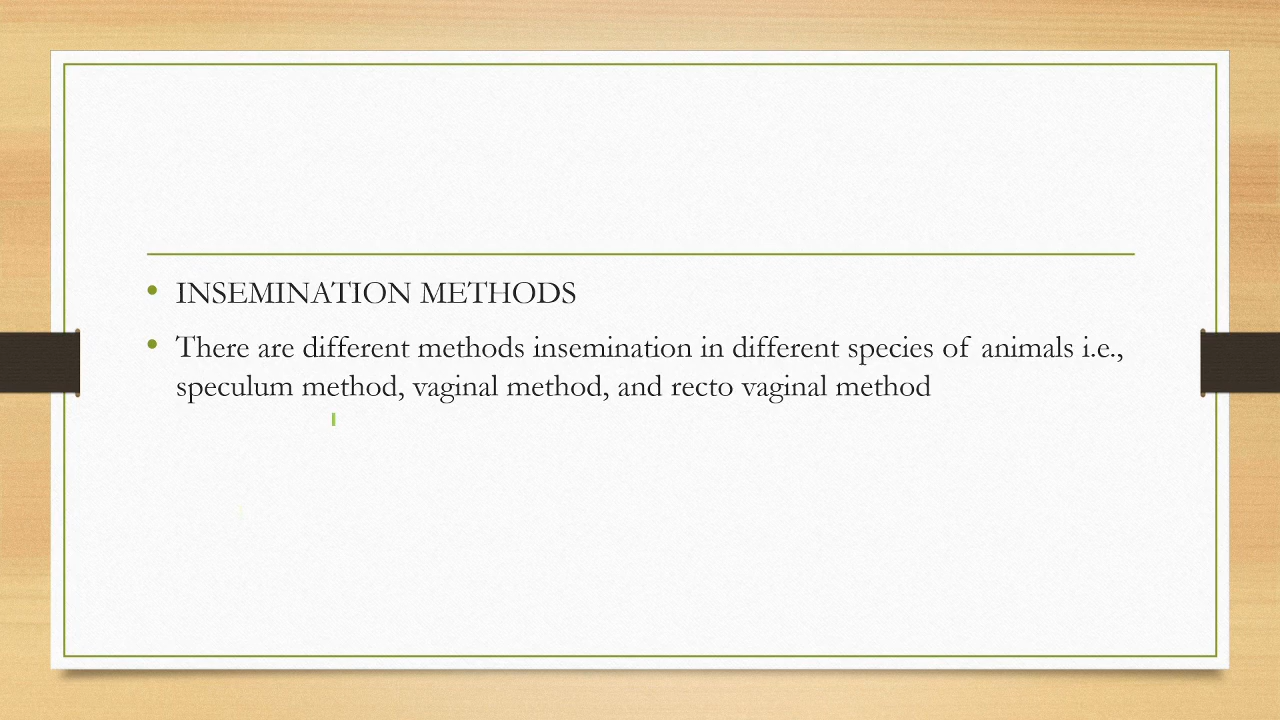 • INSEMINATION METHODS
• There are different methods insemination in different species of animals i.e.,
speculum method, vaginal method, and recto vaginal method